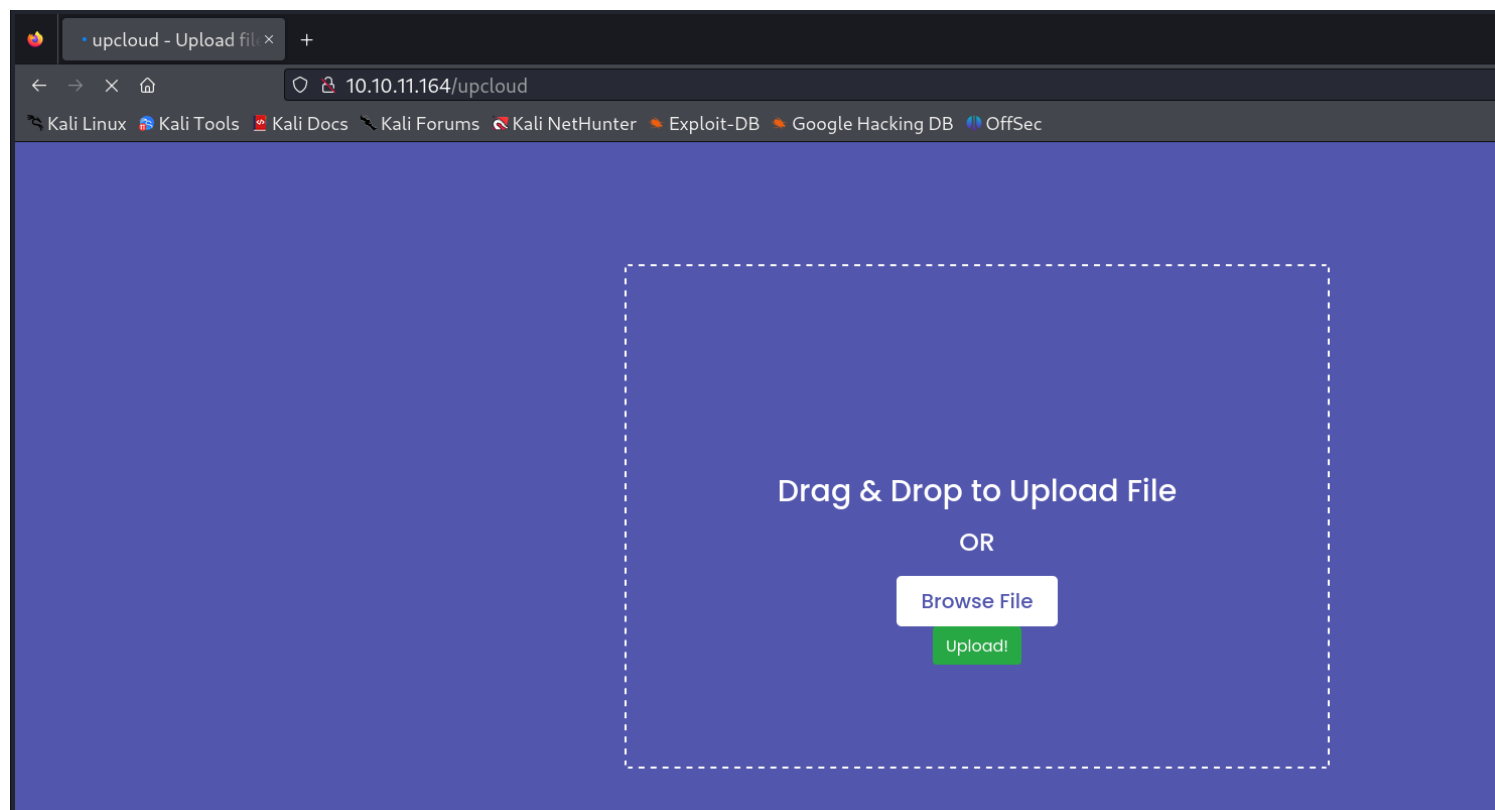 upcloud - Upload fil
10.10.11.164/upcloud
Kali Linux Kali Tools Kali Docs Kali Forums Kali NetHunter Exploit-DB Google Hacking DB OffSec
Drag & Drop to Upload File
OR
Browse File
Upload!